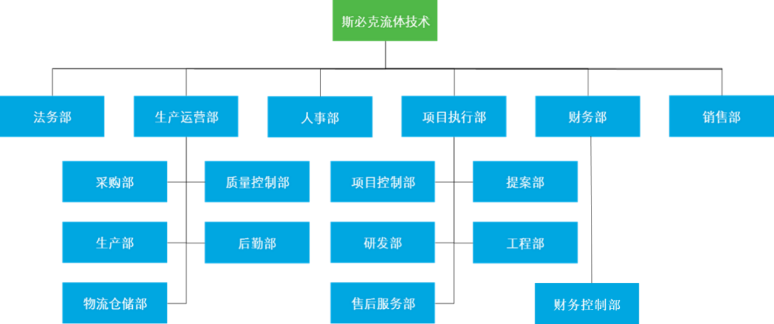 斯必克流体技术
法务部
生产运营部
人事部
项目执行部
财务部
销售部
采购部
质量控制部
项目控制部
提案部
生产部
后勤部
研发部
工程部
物流仓储部
售后服务部
财务控制部